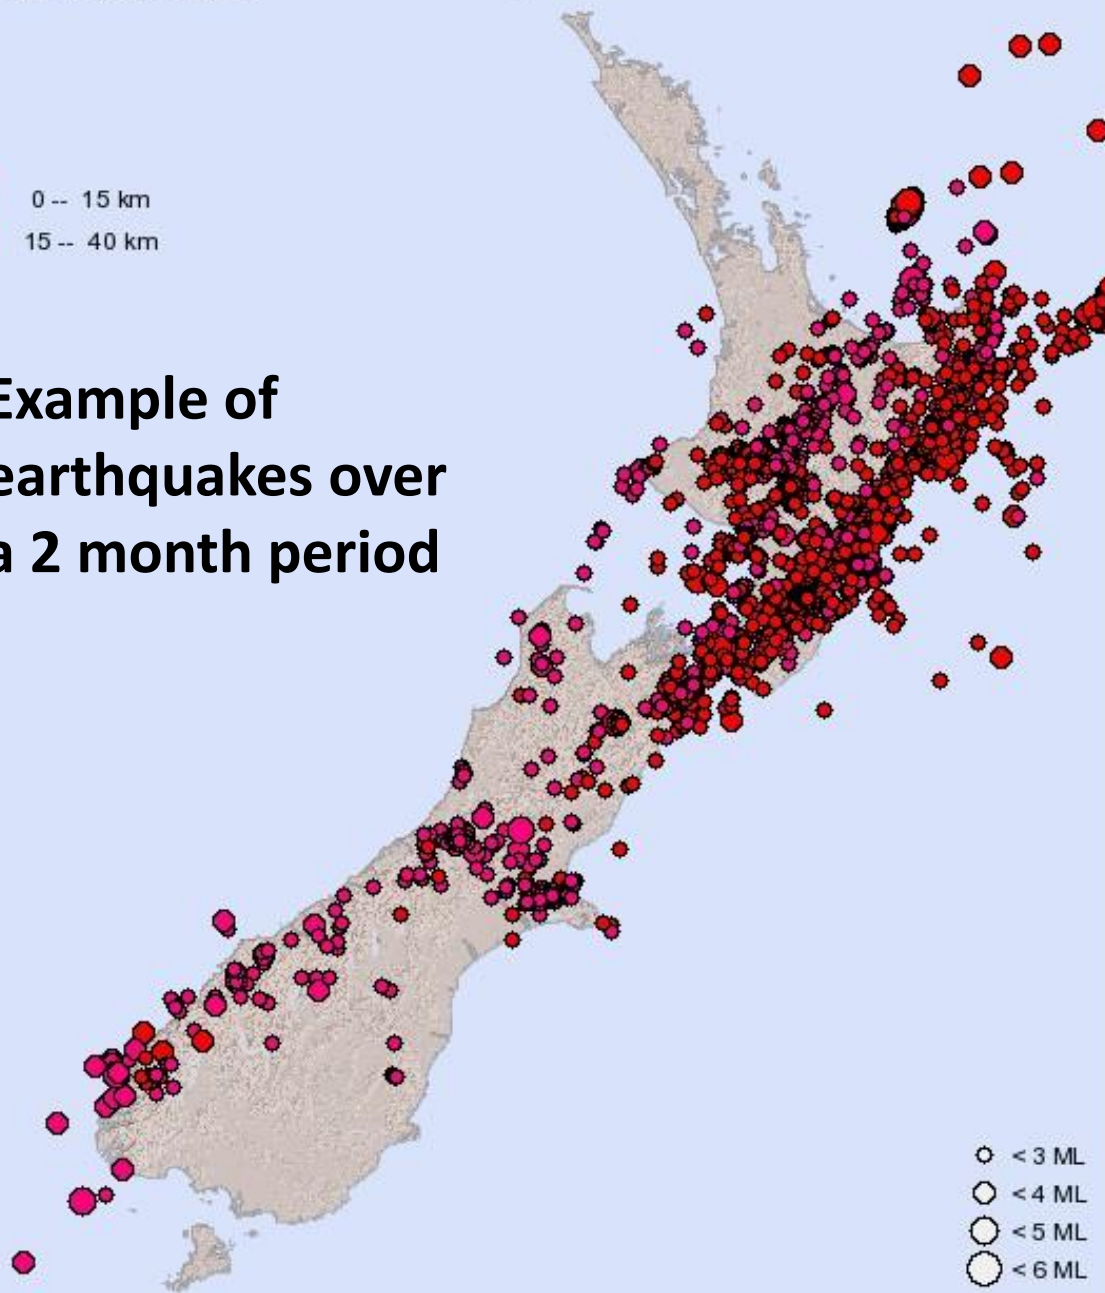 0 -- 15 km
15 -- 40 km
Example of
earthquakes over
a 2 month period
< 3 ML
< 4 ML
< 5 ML
< 6 ML